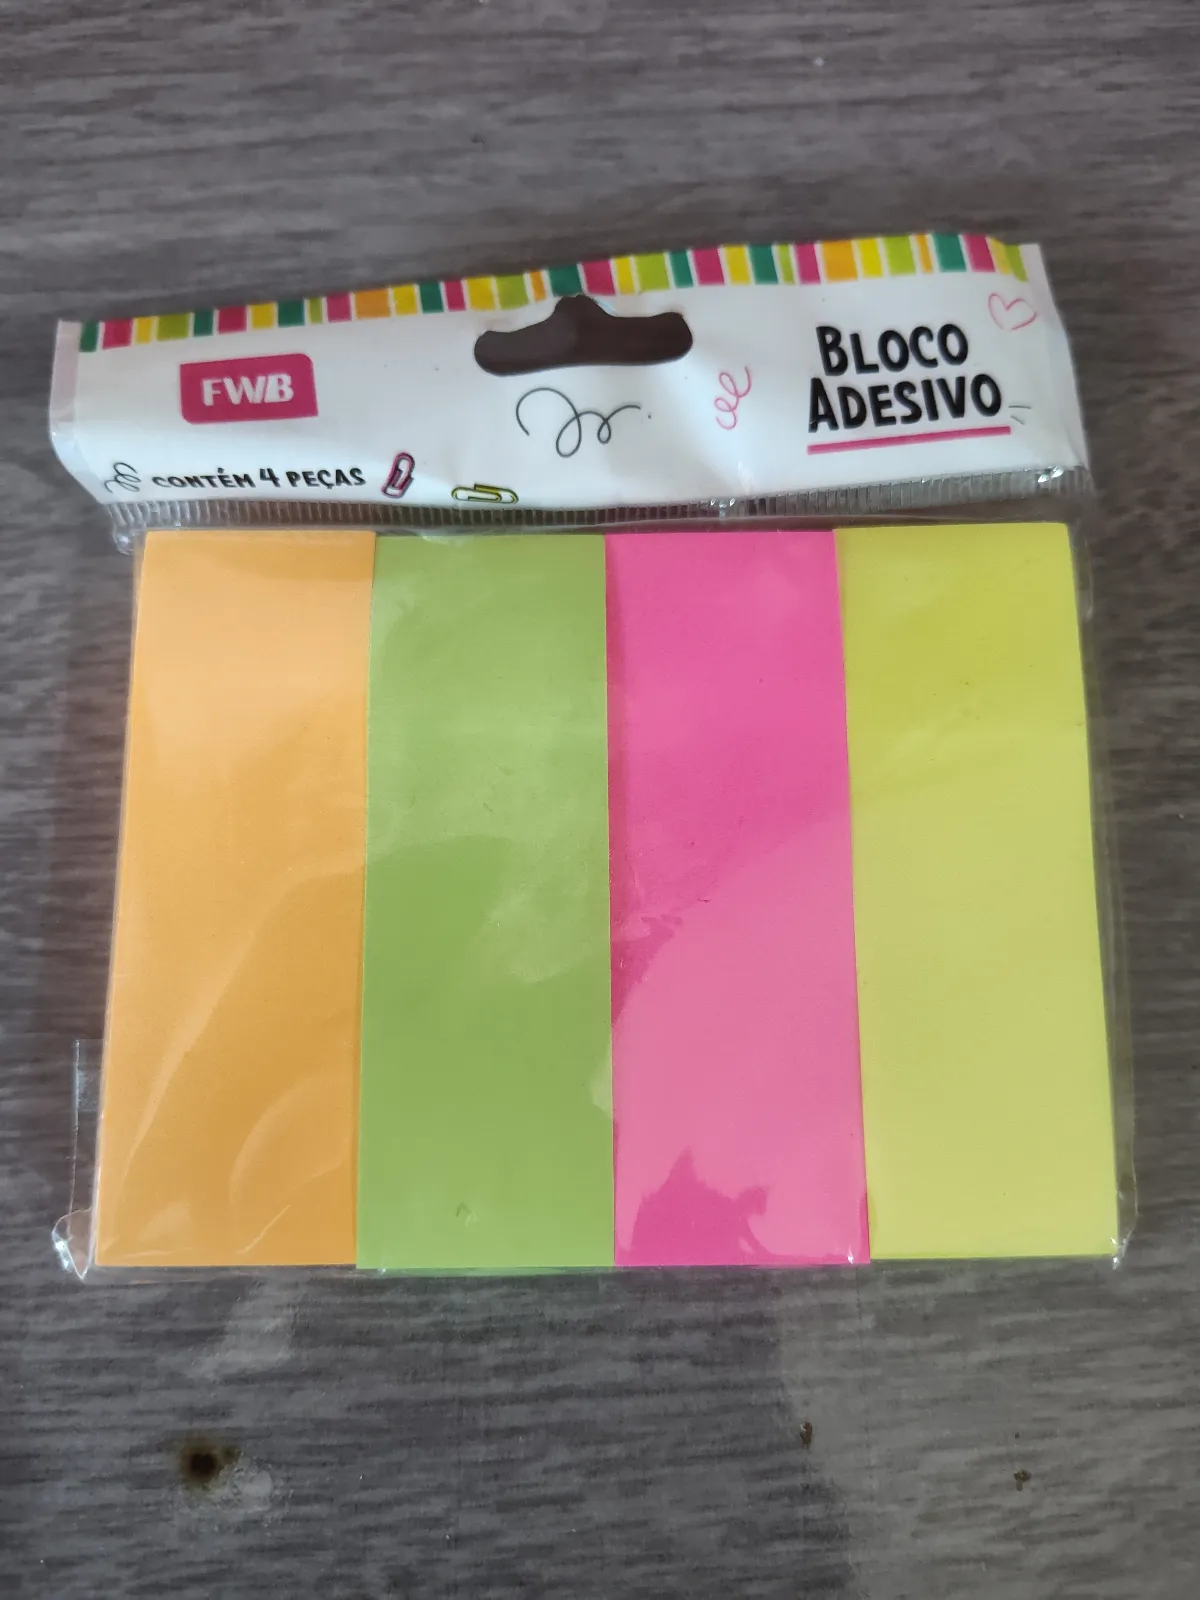 FWB
BLOCO
ADESIVO
CONTÉM 4 PEÇAS